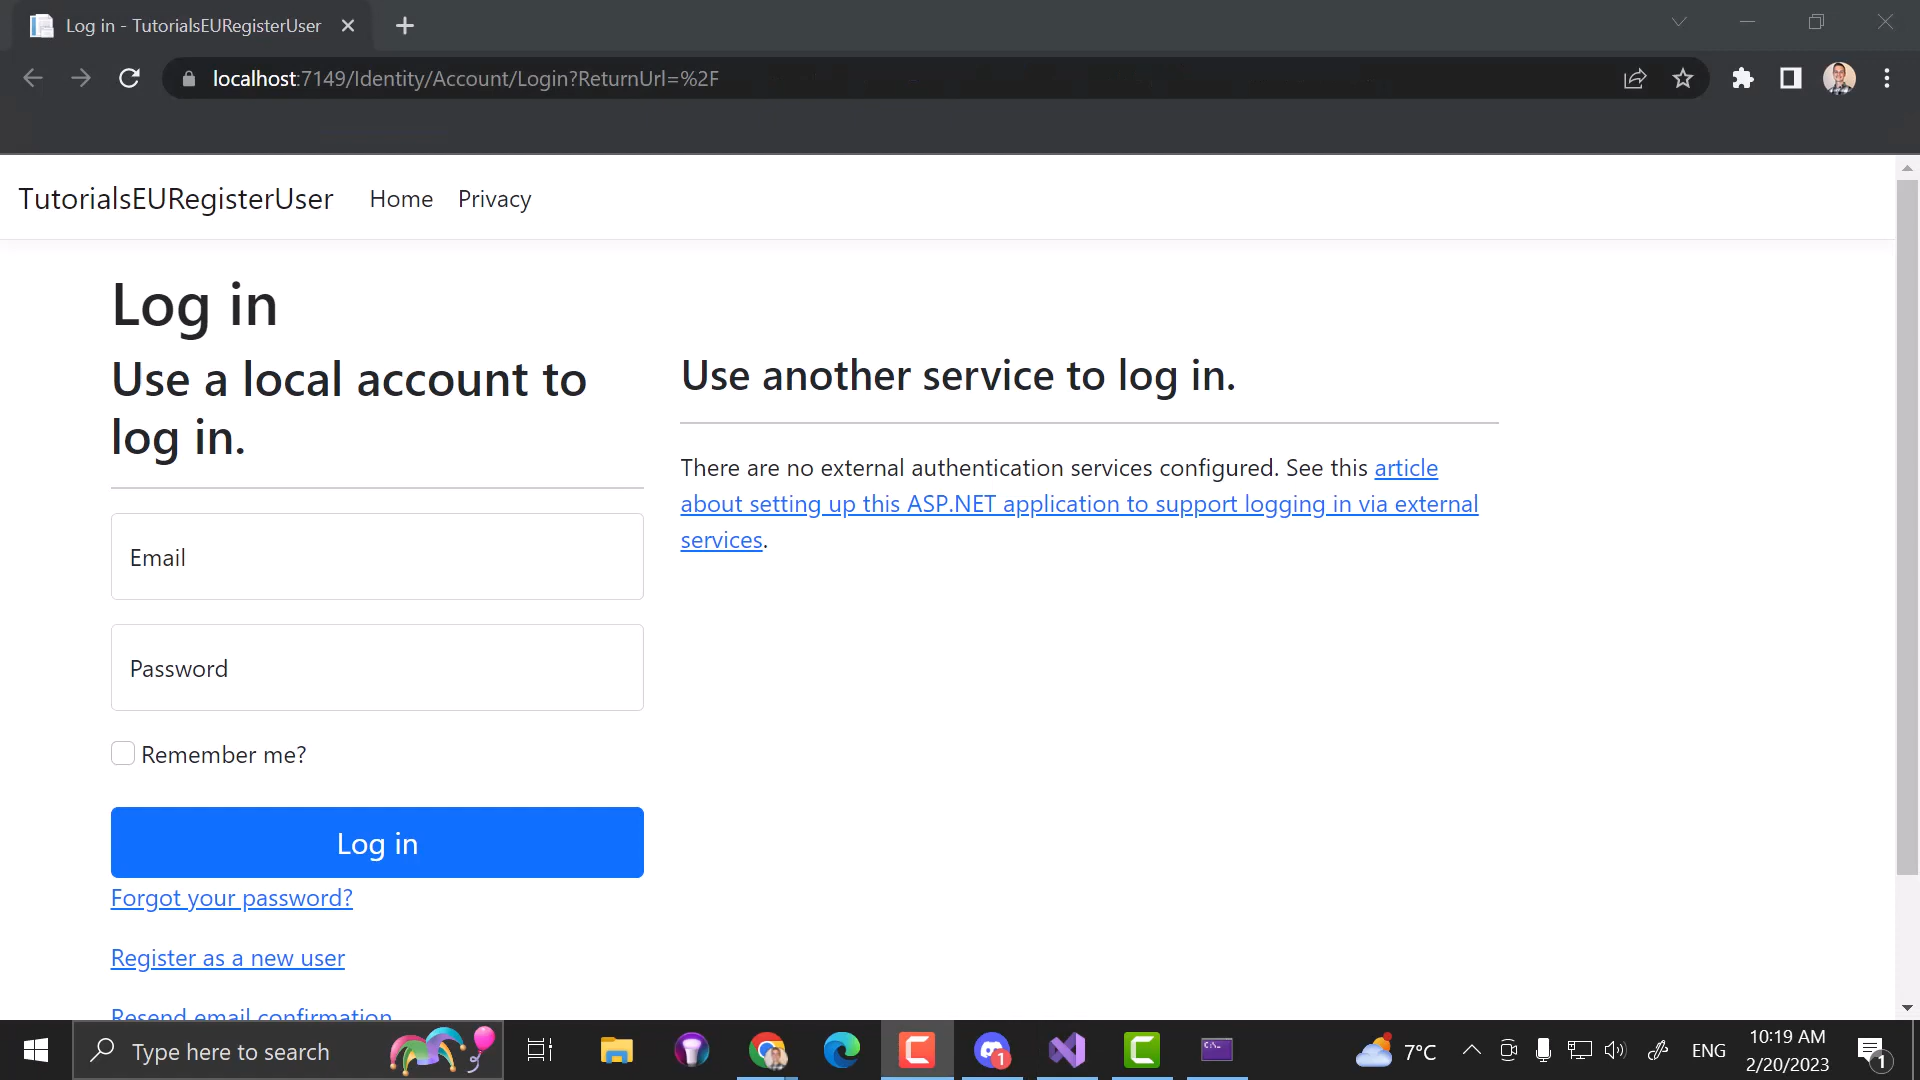 Log in - TutorialsEURegisterUser
localhost:7149/Identity/Account/Login?ReturnUrl=%2F
TutorialsEURegisterUser Home Privacy
Log in
Use a local account to
log in.
Email
Password
Remember me?
Log in
Forgot your password?
Register as a new user
Resend email confirmation
Use another service to log in.
There are no external authentication services configured. See this article
about setting up this ASP.NET application to support logging in via external
services.
Type here to search
1
7°C
ENG
10:19 AM
2/20/2023
1